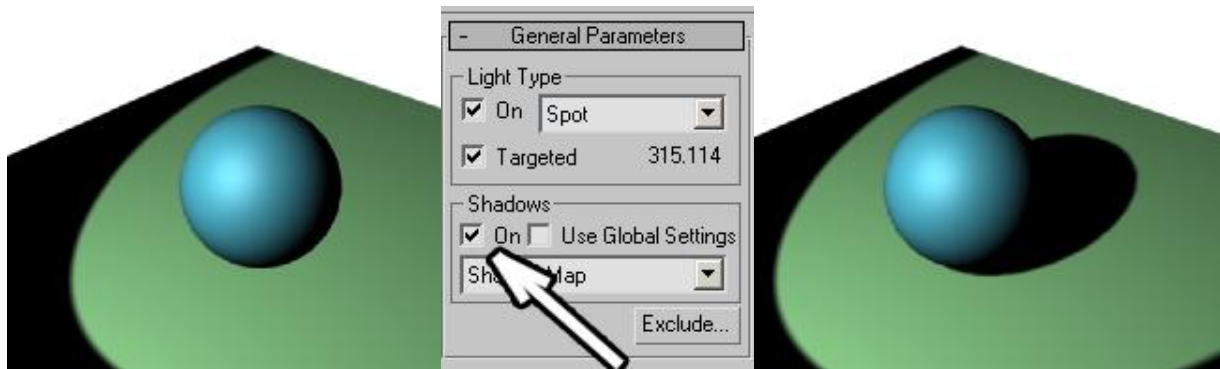 - General Parameters
Light Type
On Spot
Targeted 315.114
Shadows
On Use Global Settings
Map
Exclude...